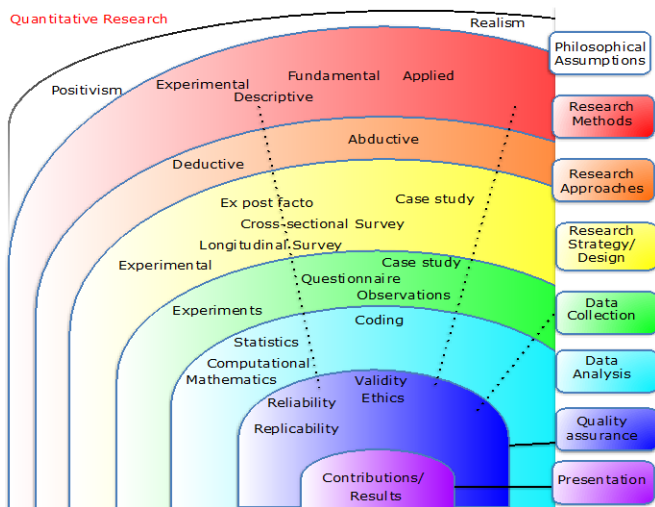 Quantitative Research
Realism
Philosophical
Assumptions
Positivism
Experimental
Fundamental
Applied
Descriptive
Research
Methods
Abductive
Deductive
Research
Approaches
Ex post facto
Case study
Cross-sectional Survey
Longitudinal Survey
Experimental
Research
Strategy/
Design
Case study
Questionnaire
Observations
Experiments
Data
Collection
Coding
Statistics
Computational
Mathematics
Data
Analysis
Validity
Ethics
Reliability
Replicability
Quality
assurance
Contributions/
Results
Presentation